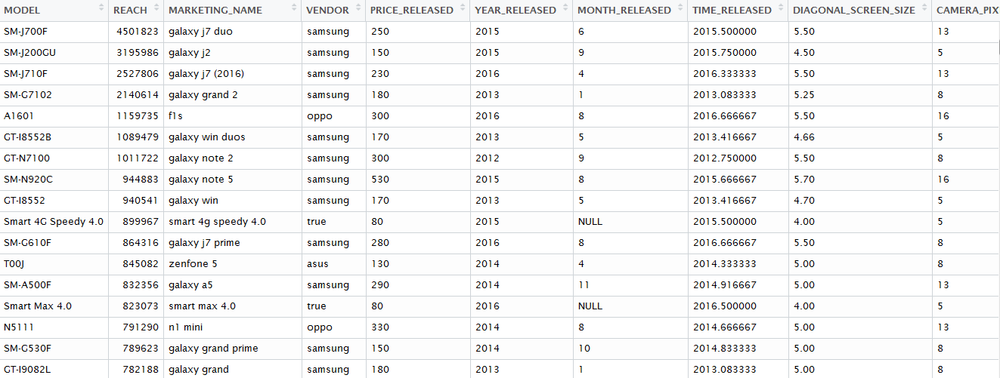 MODEL REACH MARKETING_NAME VENDOR PRICE_RELEASED YEAR_RELEASED MONTH_RELEASED TIME_RELEASED DIAGONAL_SCREEN_SIZE CAMERA_PIX
SM-J700F 4501823 galaxy j7 duo samsung 250 2015 6 2015.500000 5.50 13
SM-J200GU 3195986 galaxy j2 samsung 150 2015 9 2015.750000 4.50 5
SM-J710F 2527806 galaxy j7 (2016) samsung 230 2016 4 2016.333333 5.50 13
SM-G7102 2140614 galaxy grand 2 samsung 180 2013 1 2013.083333 5.25 8
A1601 1159735 f1s oppo 300 2016 8 2016.666667 5.50 16
GT-I8552B 1089479 galaxy win duos samsung 170 2013 5 2013.416667 4.66 5
GT-N7100 1011722 galaxy note 2 samsung 300 2012 9 2012.750000 5.50 8
SM-N920C 944883 galaxy note 5 samsung 530 2015 8 2015.666667 5.70 16
GT-I8552 940541 galaxy win samsung 170 2013 5 2013.416667 4.70 5
Smart 4G Speedy 4.0 899967 smart 4g speedy 4.0 true 80 2015 NULL 2015.500000 4.00 5
SM-G610F 864316 galaxy j7 prime samsung 280 2016 8 2016.666667 5.50 8
T00J 845082 zenfone 5 asus 130 2014 4 2014.333333 5.00 8
SM-A500F 832356 galaxy a5 samsung 290 2014 11 2014.916667 5.00 13
Smart Max 4.0 823073 smart max 4.0 true 80 2016 NULL 2016.500000 4.00 5
N5111 791290 n1 mini oppo 330 2014 8 2014.666667 5.00 13
SM-G530F 789623 galaxy grand prime samsung 150 2014 10 2014.833333 5.00 8
GT-I9082L 782188 galaxy grand samsung 180 2013 1 2013.083333 5.00 8